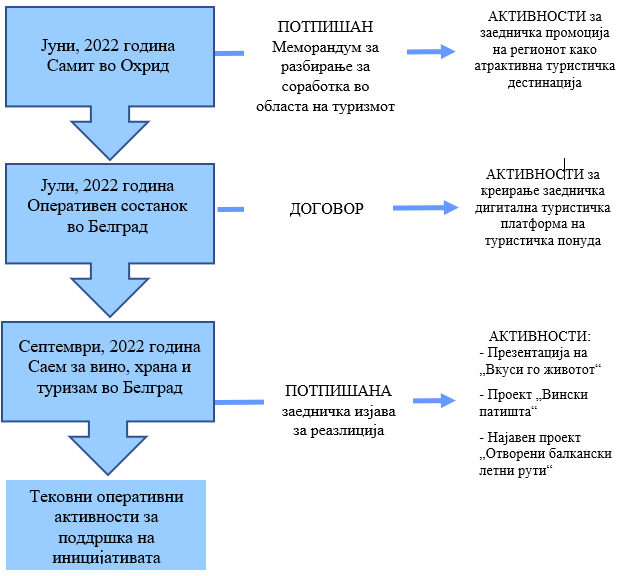 Јуни, 2022 година
Самит во Охрид
ПОТПИШАН
Меморандум за
разбирање за
соработка во
областа на туризмот
АКТИВНОСТИ за
заедничка промоција
на регионот како
атрактивна туристичка
дестинација
Јули, 2022 година
Оперативен состанок
во Белград
ДОГОВОР
АКТИВНОСТИ за
креирање заедничка
дигитална туристичка
платформа на
туристичка понуда
Септември, 2022 година
Саем за вино, храна и
туризам во Белград
ПОТПИШАНА
заедничка изјава
за реазлиција
АКТИВНОСТИ:
- Презентација на
„Вкуси го животот“
- Проект „Вински
патишта“
- Најавен проект
„Отворени балкански
летни рути“
Тековни оперативни
активности за
поддршка на
иницијативата